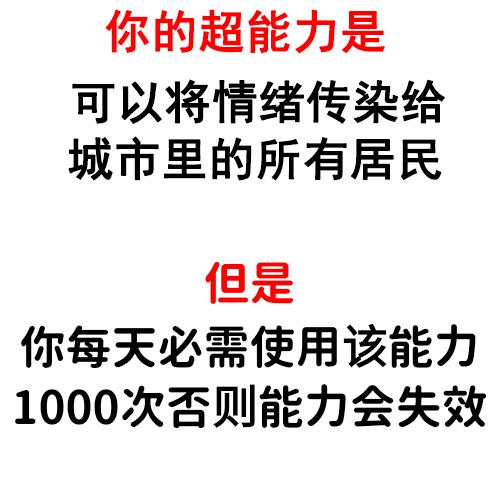 你的超能力是
可以将情绪传染给
城市里的所有居民
但是
你每天必需使用该能力
1000次否则能力会失效